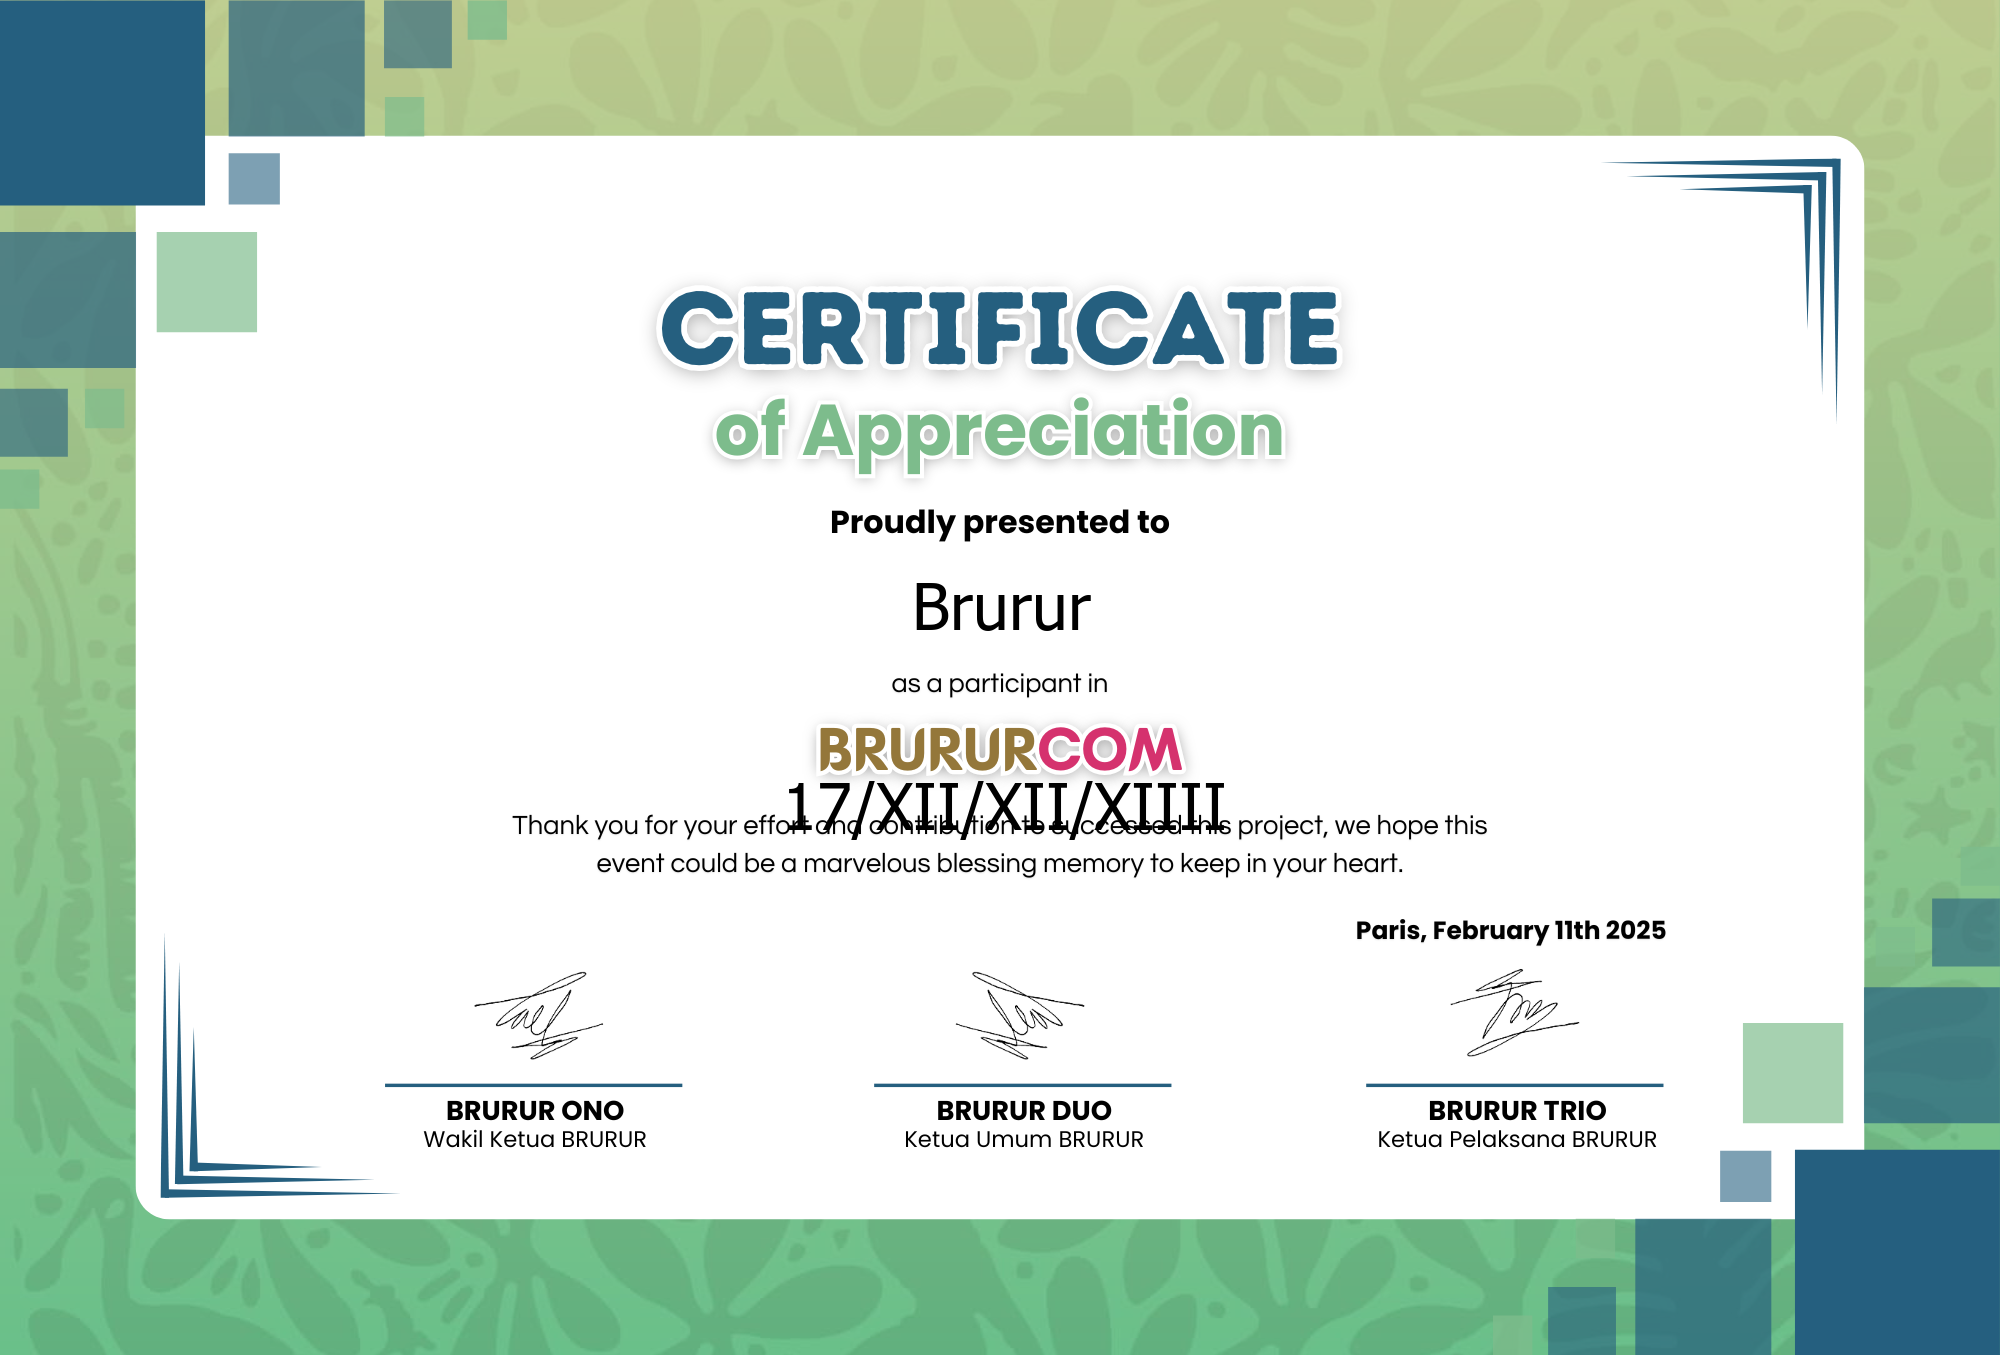 CERTIFICATE
of Appreciation
Proudly presented to
Brurur
as a participant in
BRURURCOM
17/XII/XII/XIIII
Thank you for your effort and contribution to successed this project, we hope this
event could be a marvelous blessing memory to keep in your heart.
Paris, February 11th 2025
BRURUR ONO
Wakil Ketua BRURUR
BRURUR DUO
Ketua Umum BRURUR
BRURUR TRIO
Ketua Pelaksana BRURUR